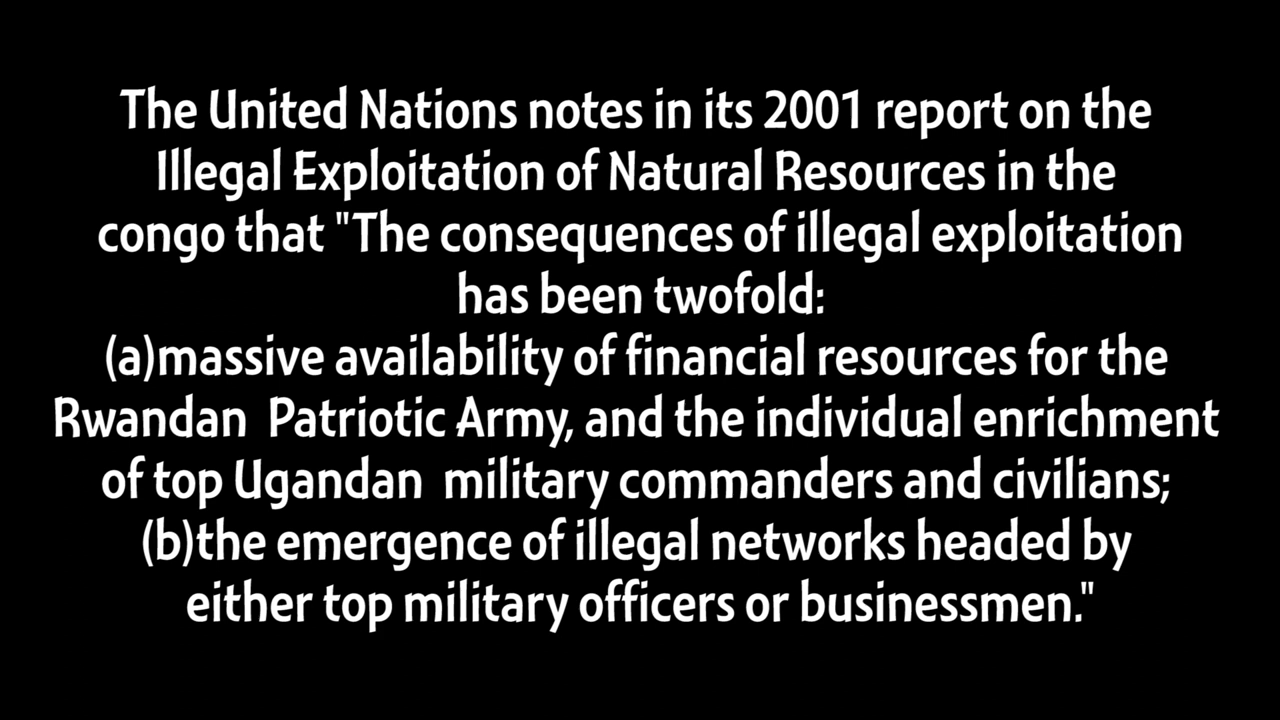 The United Nations notes in its 2001 report on the
Illegal Exploitation of Natural Resources in the
congo that "The consequences of illegal exploitation
has been twofold:
(a)massive availability of financial resources for the
Rwandan  Patriotic Army, and the individual enrichment
of top Ugandan  military commanders and civilians;
(b)the emergence of illegal networks headed by
either top military officers or businessmen."